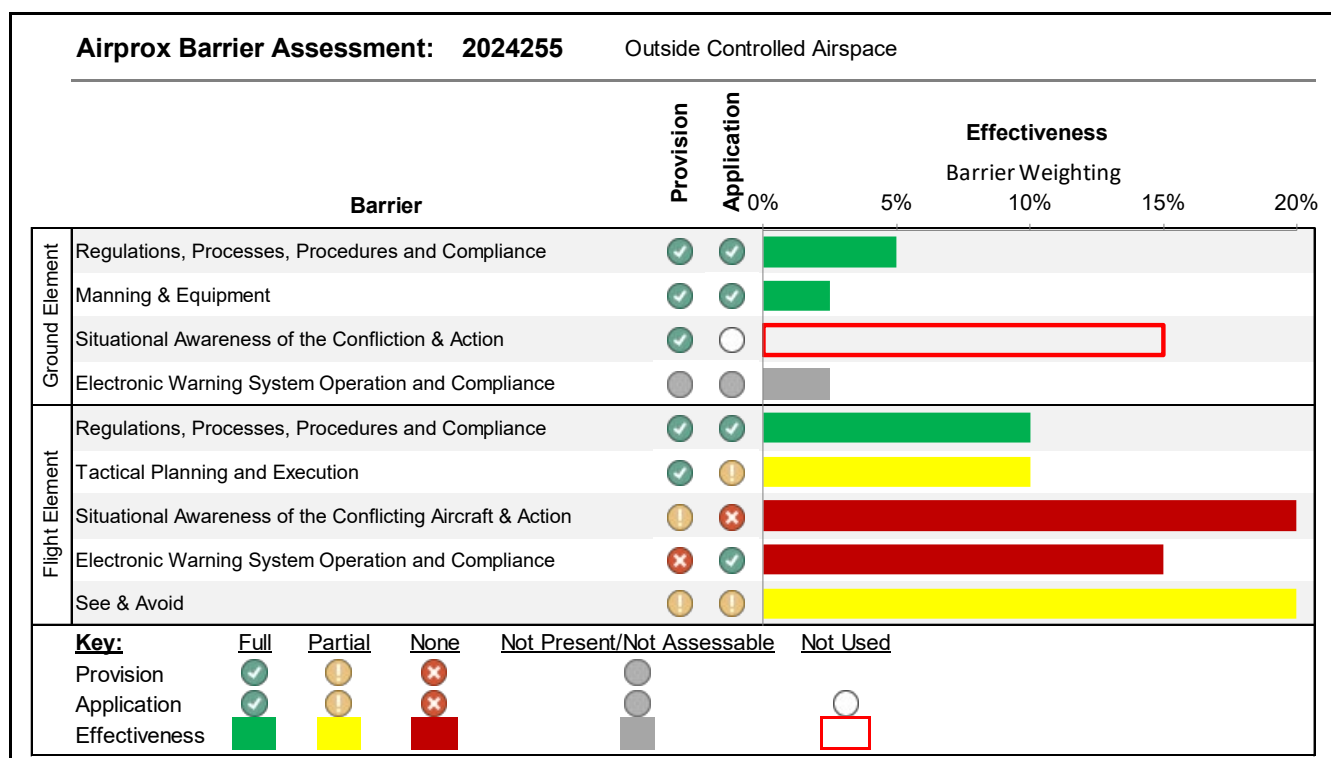 Airprox Barrier Assessment: 2024255 Outside Controlled Airspace
Barrier
Provision
Application
Effectiveness
Barrier Weighting
0% 5% 10% 15% 20%
Ground Element
Regulations, Processes, Procedures and Compliance
Manning & Equipment
Situational Awareness of the Confliction & Action
Electronic Warning System Operation and Compliance
Flight Element
Regulations, Processes, Procedures and Compliance
Tactical Planning and Execution
Situational Awareness of the Conflicting Aircraft & Action
Electronic Warning System Operation and Compliance
See & Avoid
Key: Full Partial None Not Present/Not Assessable Not Used
Provision
Application
Effectiveness